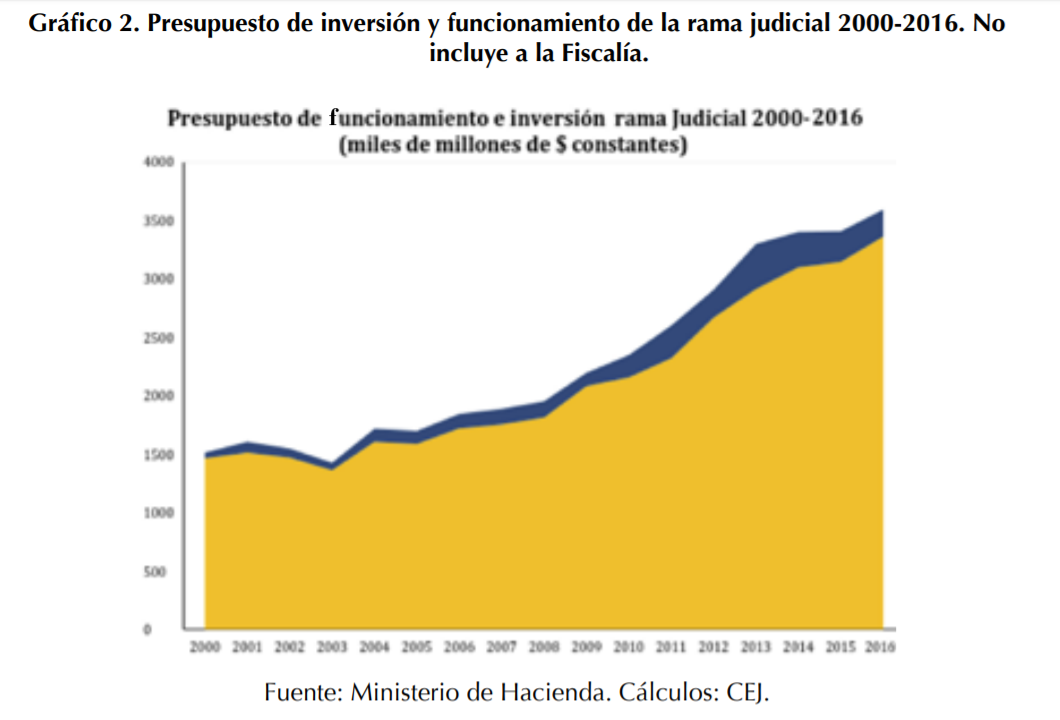 Gráfico 2. Presupuesto de inversión y funcionamiento de la rama judicial 2000-2016. No
incluye a la Fiscalía.
Presupuesto de funcionamiento e inversión rama Judicial 2000-2016
(miles de millones de $ constantes)
4000
3500
3000
2500
2000
1500
1000
500
0
2000 2001 2002 2003 2004 2005 2006 2007 2008 2009 2010 2011 2012 2013 2014 2015 2016
Fuente: Ministerio de Hacienda. Cálculos: CEJ.